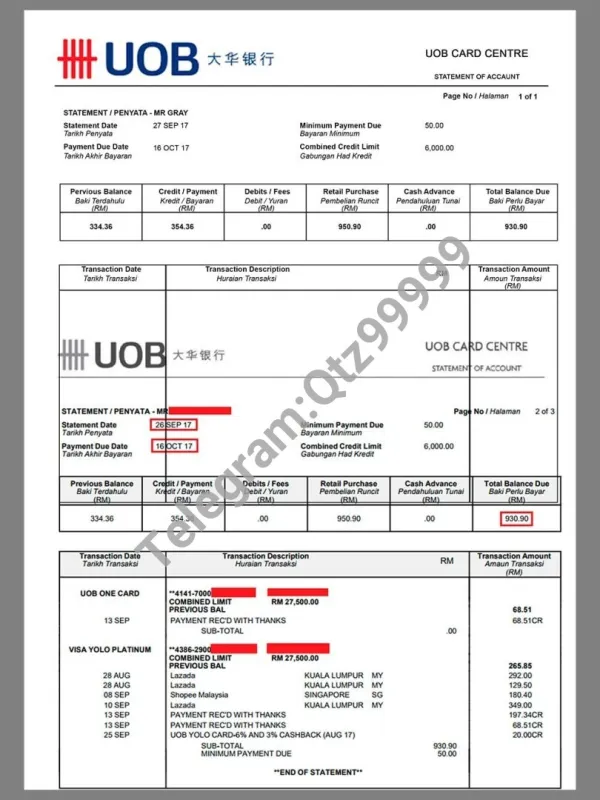 UOB 大华银行
UOB CARD CENTRE
STATEMENT OF ACCAUNT
Page No / Halaman 1 of 1
STATEMENT / PENYATA - MR GRAY
Statement Date 27 SEP 17 Minimum Payment Due 50.00
Tarikh Penyata Bayaran Minimum
Payment Due Date 16 OCT 17 Combined Credit Limit 6,000.00
Tarikh Akhir Bayaran Gabungan Had Kredit
Pervious Balance Credit / Payment Debits / Fees Retail Purchase Cash Advance Total Balance Due
Baki Terdahulu Kredit / Bayaran Debit / Yuran Pembelian Runcit Pendahuluan Tunai Baki Perlu Bayar
(RM) (RM) (RM) (RM) (RM) (RM)
334.36 354.36 .00 950.90 .00 930.90
Transaction Date Transaction Description RM Transaction Amount
Tarikh Transaksi Huraian Transaksi Amoun Transaksi
(RM)
UOB 大华银行
UOB CARD CENTRE
STATEMENT OF ACCOUNT
STATEMENT / PENYATA - MR
Page No / Halaman 2 of 3
Statement Date 26 SEP 17 Minimum Payment Due 50.00
Tarikh Penyata Bayaran Minimum
Payment Due Date 16 OCT 17 Combined Credit Limit 6,000.00
Tarikh Akhir Bayaran Gabungan Had Kredit
Previous Balance Credit / Payment Debits / Fees Retail Purchase Cash Advance Total Balance Due
Baki Terdahulu Kredit / Bayaran Debit / Yuran Pembelian Runcit Pendahuluan Tunai Baki Perlu Bayar
(RM) (RM) (RM) (RM) (RM) (RM)
334.36 354.36 .00 950.90 .00 930.90
Transaction Date Transaction Description RM Transaction Amount
Tarikh Transaksi Huraian Transaksi Amaun Transaksi
(RM)
UOB ONE CARD **4141-7000
COMBINED LIMIT RM 27,500.00
PREVIOUS BAL 68.51
13 SEP PAYMENT REC'D WITH THANKS 68.51CR
SUB-TOTAL .00
VISA YOLO PLATINUM **4386-2900
COMBINED LIMIT RM 27,500.00
PREVIOUS BAL 265.85
28 AUG Lazada KUALA LUMPUR MY 292.00
28 AUG Lazada KUALA LUMPUR MY 129.50
08 SEP Shopee Malaysia SINGAPORE SG 180.40
10 SEP Lazada KUALA LUMPUR MY 349.00
13 SEP PAYMENT REC'D WITH THANKS 197.34CR
13 SEP PAYMENT REC'D WITH THANKS 68.51CR
25 SEP UOB YOLO CARD-6% AND 3% CASHBACK (AUG 17) 20.00CR
SUB-TOTAL 930.90
MINIMUM PAYMENT DUE 50.00
**END OF STATEMENT**
Telegram:Qtz99999